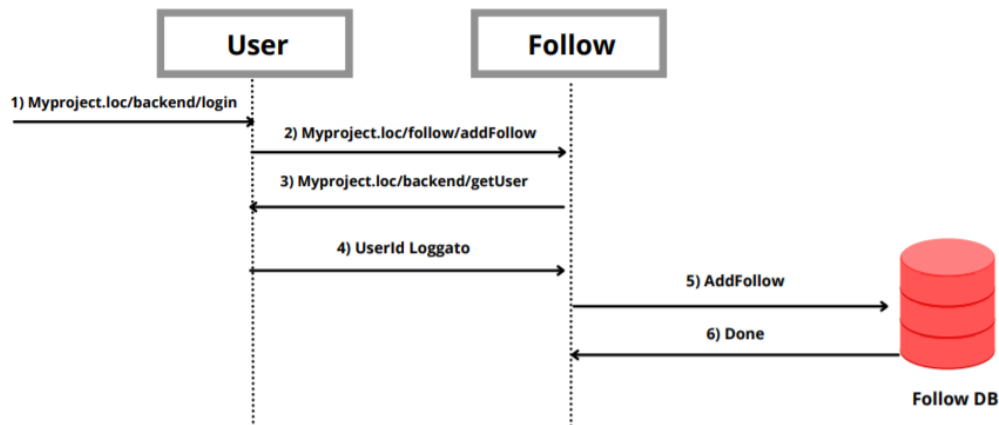 User
Follow
1) Myproject.loc/backend/login
2) Myproject.loc/follow/addFollow
3) Myproject.loc/backend/getUser
4) UserId Loggato
5) AddFollow
6) Done
Follow DB